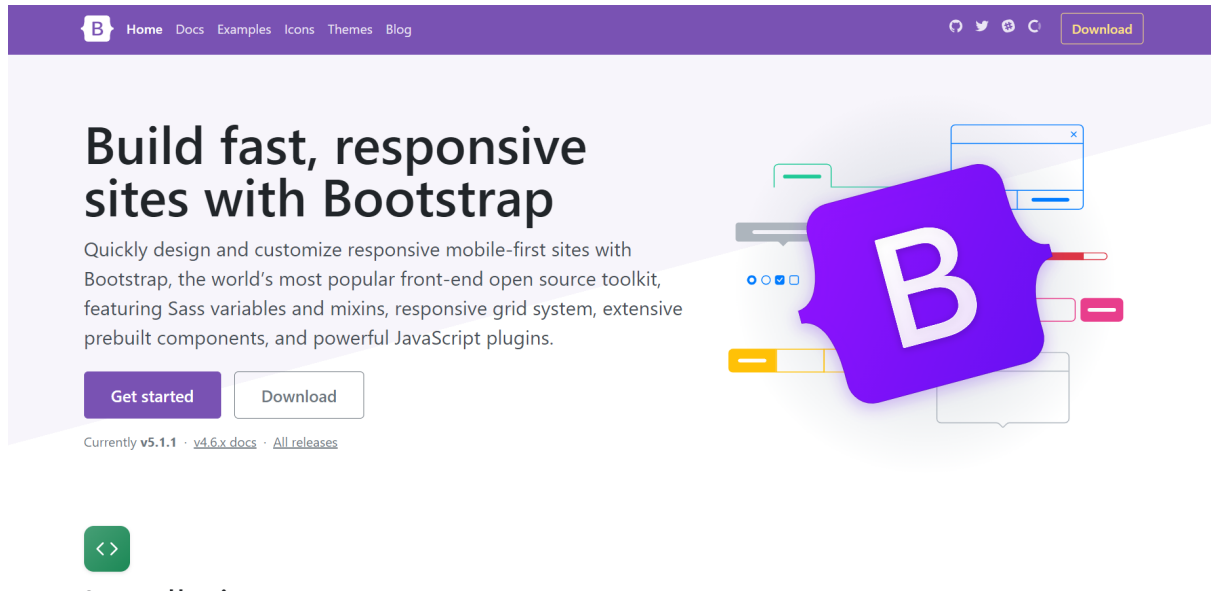 B Home Docs Examples Icons Themes Blog Download
Build fast, responsive
sites with Bootstrap
Quickly design and customize responsive mobile-first sites with
Bootstrap, the world’s most popular front-end open source toolkit,
featuring Sass variables and mixins, responsive grid system, extensive
prebuilt components, and powerful JavaScript plugins.
B
Get started Download
Currently v5.1.1 · v4.6.x docs · All releases